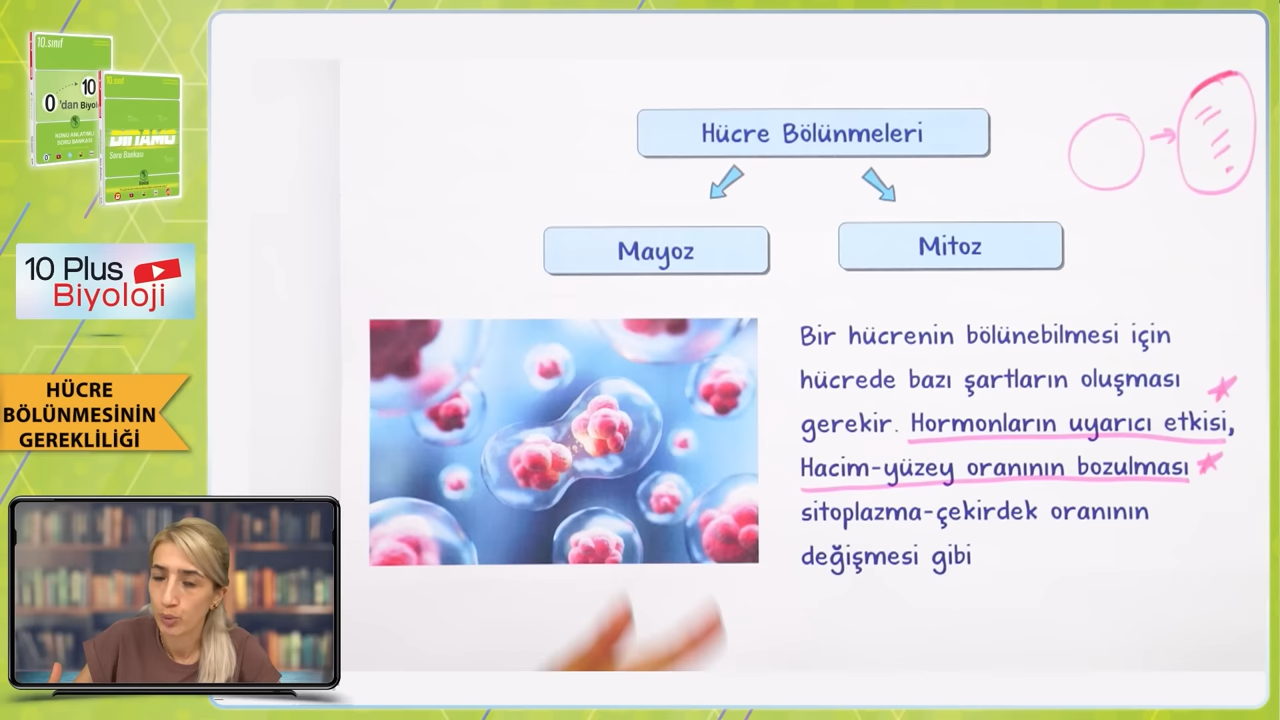 10.sınıf
0 'dan 10
Biyol
KONU ANLATIMLI
SORU BANKASI
10.sınıf
DİNAMO
Soru Bankası
10 Plus
Biyoloji
HÜCRE
BÖLÜNMESİNİN
GEREKLİLİĞİ
Hücre Bölünmeleri
Mayoz
Mitoz
Bir hücrenin bölünebilmesi için
hücrede bazı şartların oluşması
gerekir. Hormonların uyarıcı etkisi,
Hacim-yüzey oranının bozulması
sitoplazma-çekirdek oranının
değişmesi gibi